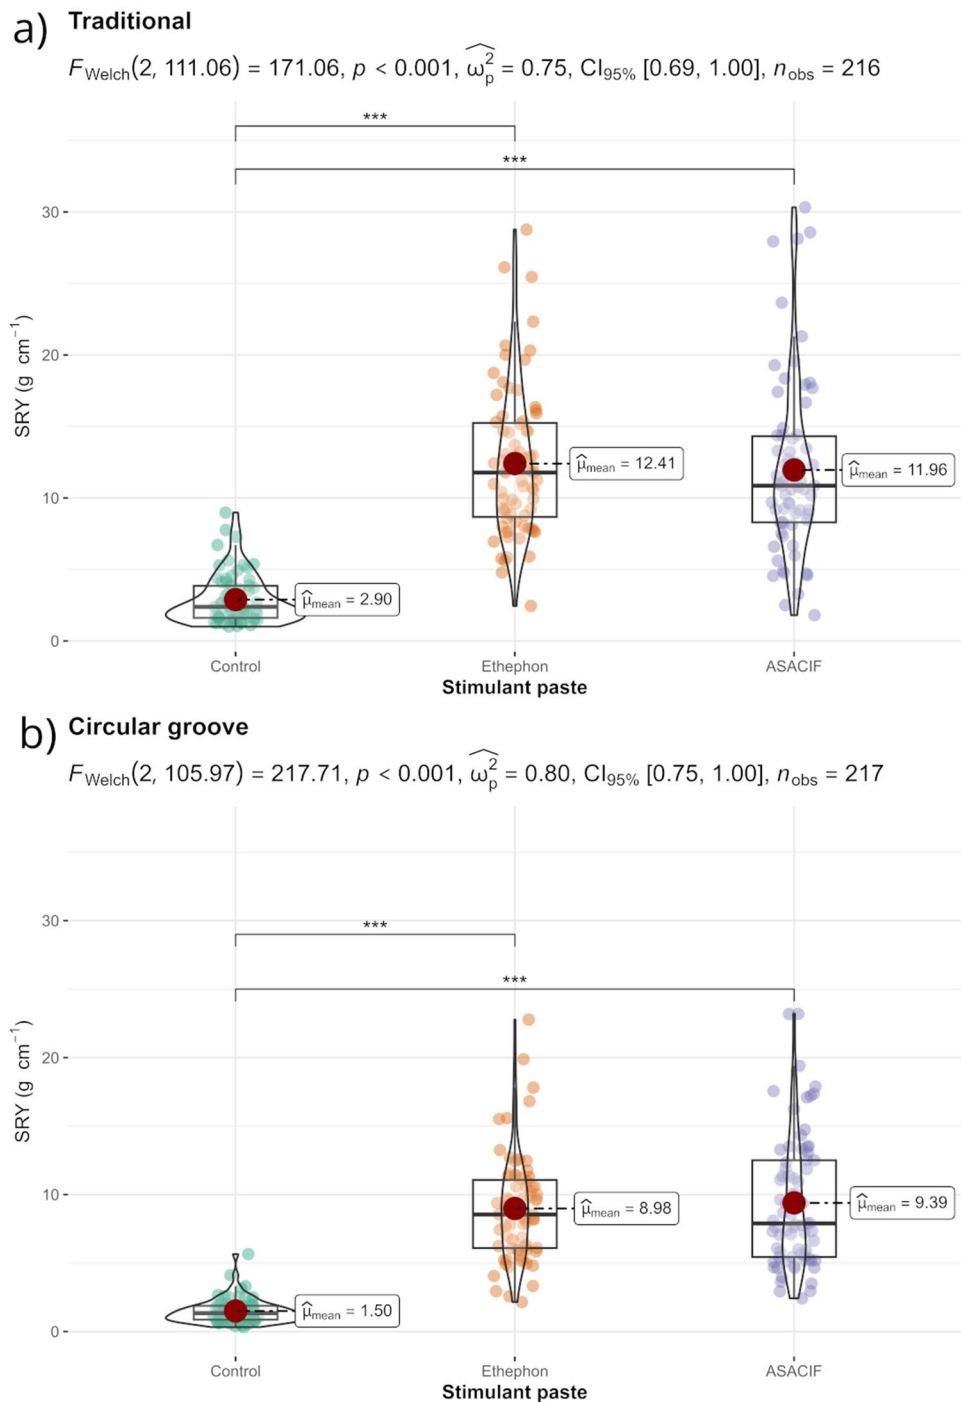 a) Traditional
F_Welch(2, 111.06) = 171.06, p < 0.001, ω̂_p² = 0.75, CI_95% [0.69, 1.00], n_obs = 216
***
***
30
20
10
0
SRY (g cm⁻¹)
μ̂_mean = 12.41
μ̂_mean = 11.96
μ̂_mean = 2.90
Control
Ethephon
ASACIF
Stimulant paste
b) Circular groove
F_Welch(2, 105.97) = 217.71, p < 0.001, ω̂_p² = 0.80, CI_95% [0.75, 1.00], n_obs = 217
***
***
30
20
10
0
SRY (g cm⁻¹)
μ̂_mean = 8.98
μ̂_mean = 9.39
μ̂_mean = 1.50
Control
Ethephon
ASACIF
Stimulant paste